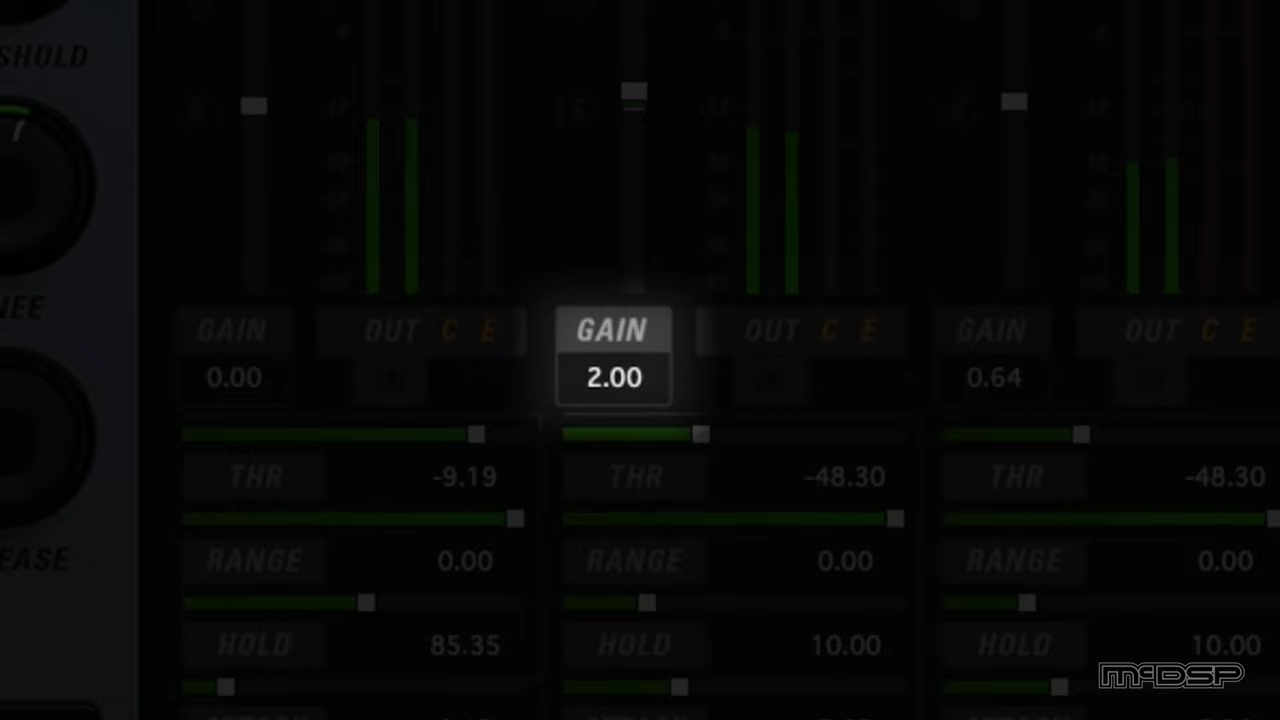 SHOLD
NEE
EASE
GAIN OUT C E GAIN OUT C E GAIN OUT C E
0.00 2.00 0.64
THR -9.19 THR -48.30 THR -48.30
RANGE 0.00 RANGE 0.00 RANGE 0.00
HOLD 85.35 HOLD 10.00 HOLD 10.00
McDSP